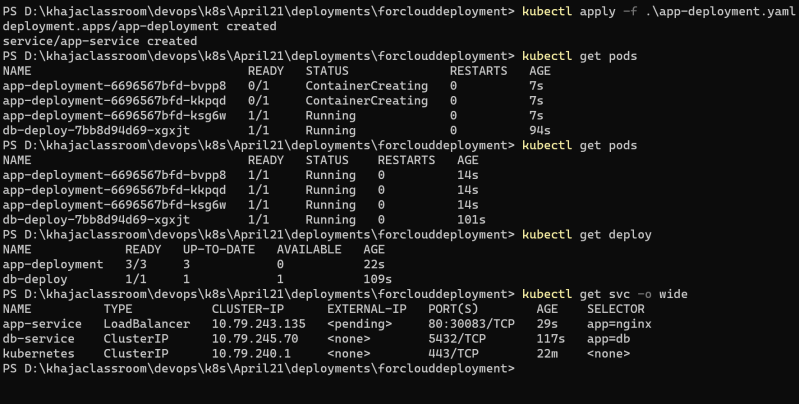 PS D:\khajaclassroom\devops\k8s\April21\deployments\forclouddeployment> kubectl apply -f .\app-deployment.yaml
deployment.apps/app-deployment created
service/app-service created
PS D:\khajaclassroom\devops\k8s\April21\deployments\forclouddeployment> kubectl get pods
NAME READY STATUS RESTARTS AGE
app-deployment-6696567bfd-bvpp8 0/1 ContainerCreating 0 7s
app-deployment-6696567bfd-kkpqd 0/1 ContainerCreating 0 7s
app-deployment-6696567bfd-ksg6w 1/1 Running 0 7s
db-deploy-7bb8d94d69-xgxjt 1/1 Running 0 94s
PS D:\khajaclassroom\devops\k8s\April21\deployments\forclouddeployment> kubectl get pods
NAME READY STATUS RESTARTS AGE
app-deployment-6696567bfd-bvpp8 1/1 Running 0 14s
app-deployment-6696567bfd-kkpqd 1/1 Running 0 14s
app-deployment-6696567bfd-ksg6w 1/1 Running 0 14s
db-deploy-7bb8d94d69-xgxjt 1/1 Running 0 101s
PS D:\khajaclassroom\devops\k8s\April21\deployments\forclouddeployment> kubectl get deploy
NAME READY UP-TO-DATE AVAILABLE AGE
app-deployment 3/3 3 0 22s
db-deploy 1/1 1 1 109s
PS D:\khajaclassroom\devops\k8s\April21\deployments\forclouddeployment> kubectl get svc -o wide
NAME TYPE CLUSTER-IP EXTERNAL-IP PORT(S) AGE SELECTOR
app-service LoadBalancer 10.79.243.135 <pending> 80:30083/TCP 29s app=nginx
db-service ClusterIP 10.79.245.70 <none> 5432/TCP 117s app=db
kubernetes ClusterIP 10.79.240.1 <none> 443/TCP 22m <none>
PS D:\khajaclassroom\devops\k8s\April21\deployments\forclouddeployment>